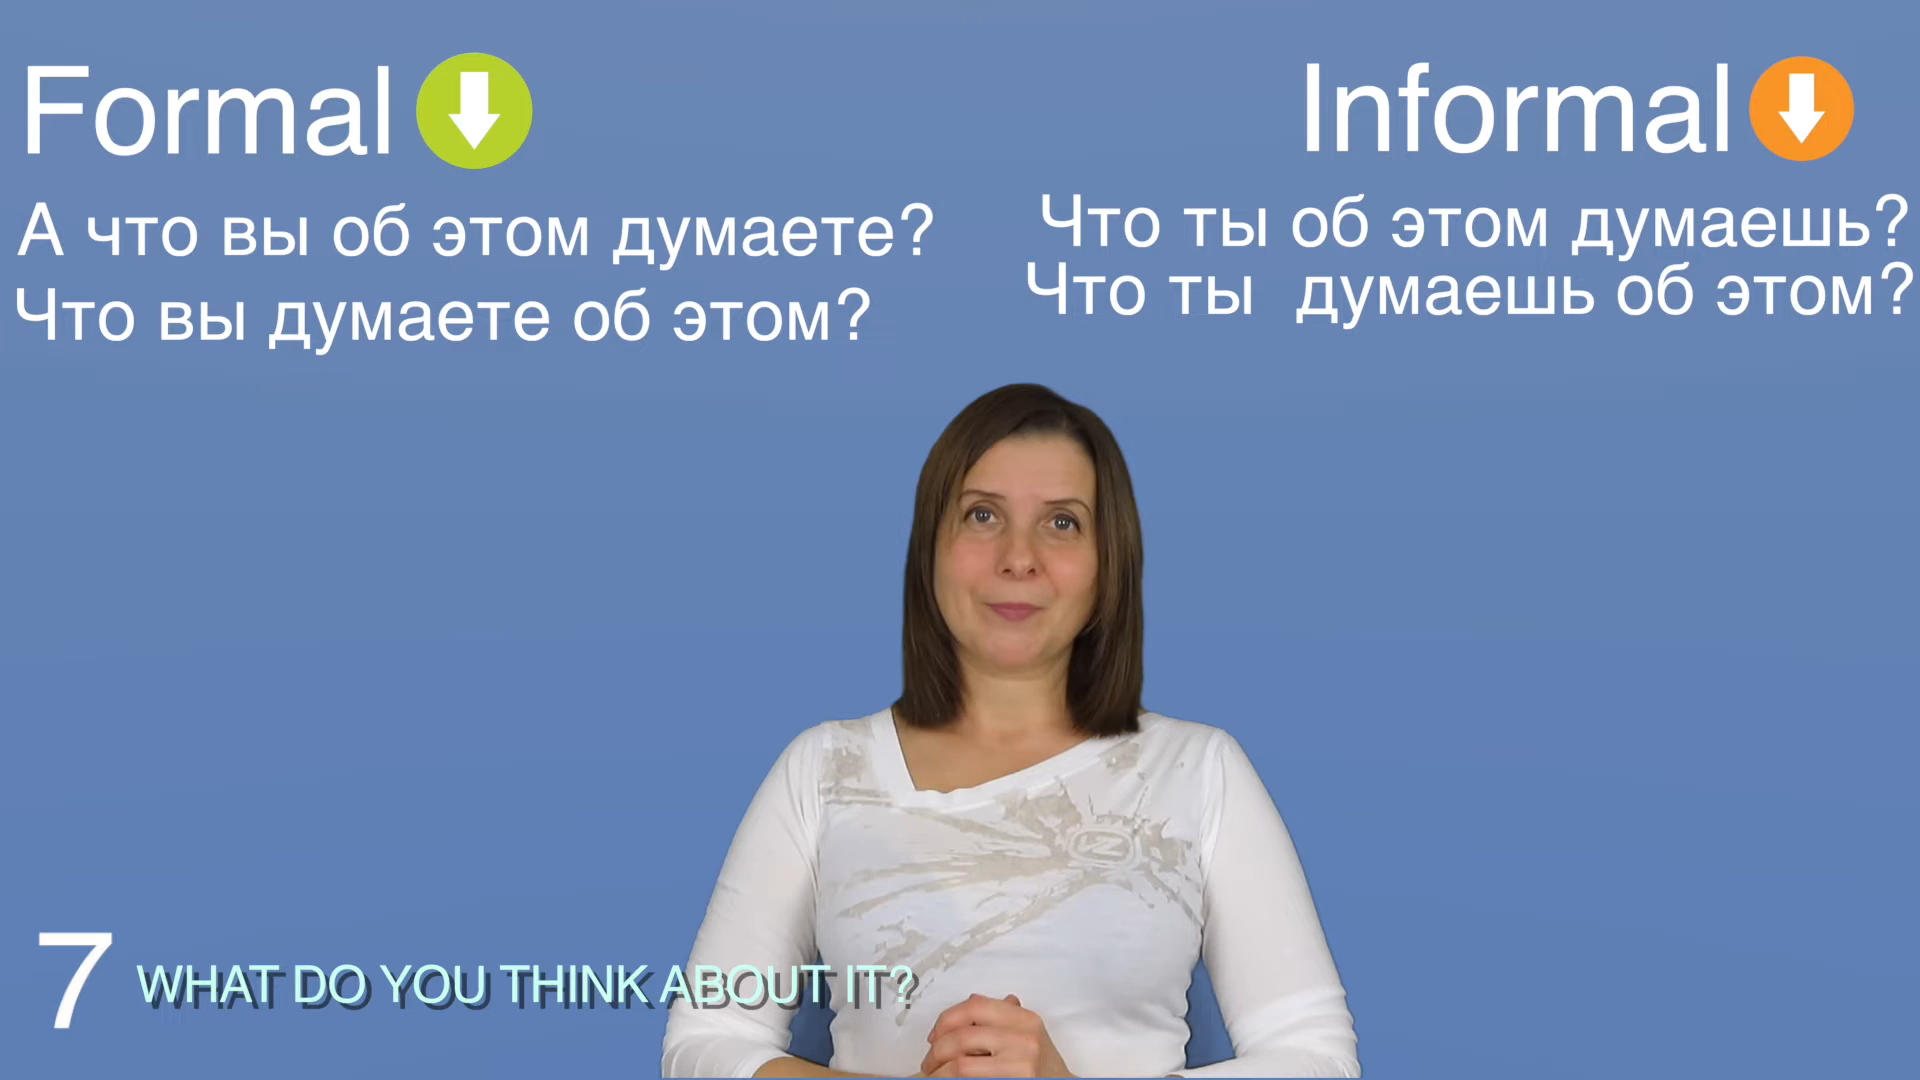 Formal
А что вы об этом думаете?
Что вы думаете об этом?
Informal
Что ты об этом думаешь?
Что ты думаешь об этом?
7 WHAT DO YOU THINK ABOUT IT?